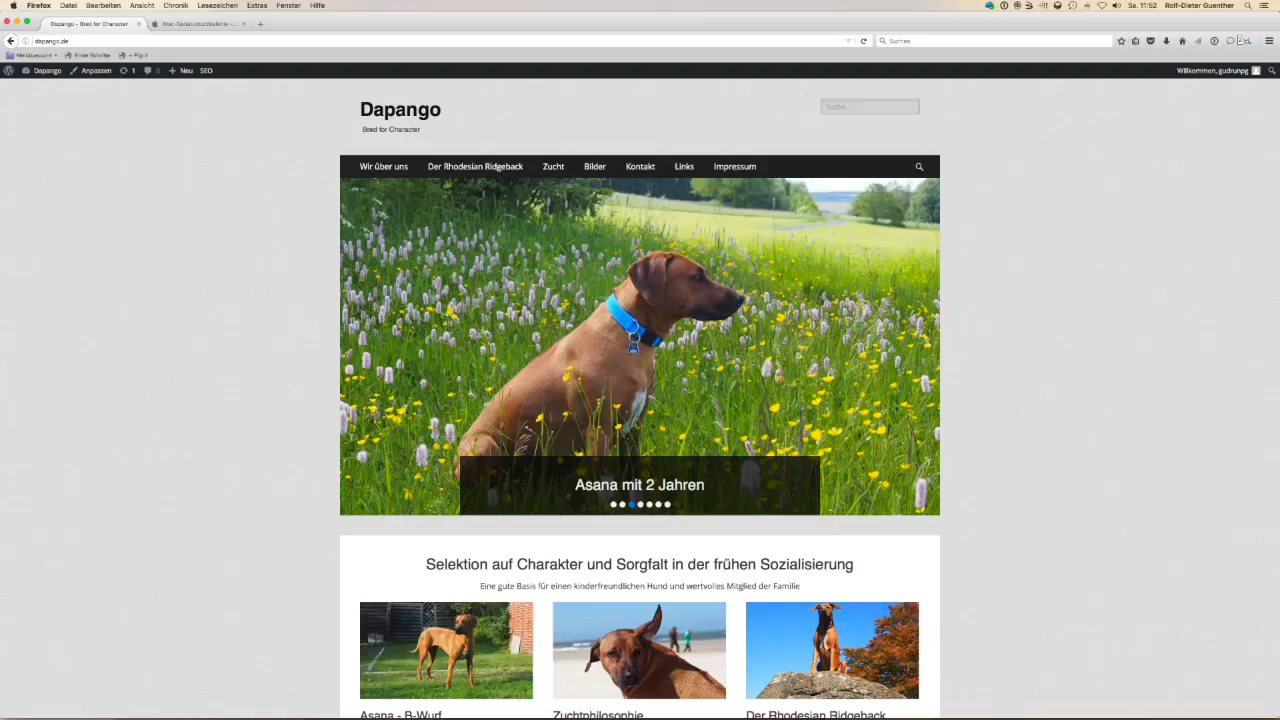 Firefox Datei Bearbeiten Ansicht Chronik Lesezeichen Extras Fenster Hilfe Sa. 11:52 Rolf-Dieter Guenther
Dapango – Bred for Character
dapango.de Suchen
Meistbesucht Erste Schritte
Dapango Anpassen 1 0 Neu SEO Willkommen, gudrunpg
Dapango
Suche...
Bred for Character
Wir über uns Der Rhodesian Ridgeback Zucht Bilder Kontakt Links Impressum
Asana mit 2 Jahren
Selektion auf Charakter und Sorgfalt in der frühen Sozialisierung
Eine gute Basis für einen kinderfreundlichen Hund und wertvolles Mitglied der Familie
Asana - B-Wurf Zuchtphilosophie Der Rhodesian Ridgeback